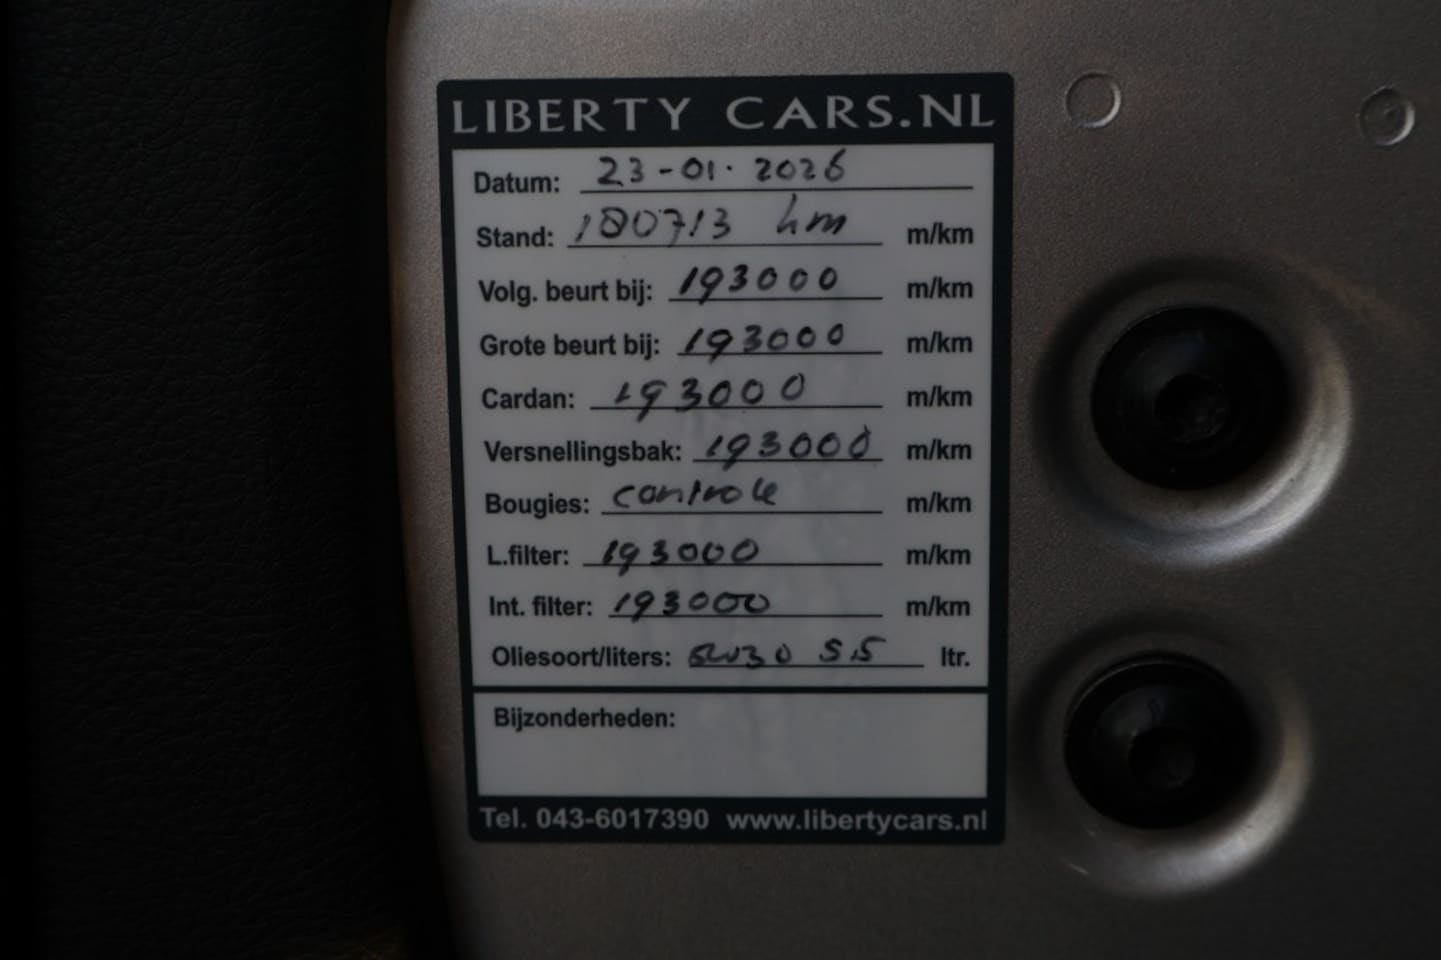 LIBERTY CARS.NL
Datum: 23-01-2026
Stand: 180713 km m/km
Volg. beurt bij: 193000 m/km
Grote beurt bij: 193000 m/km
Cardan: 193000 m/km
Versnellingsbak: 193000 m/km
Bougies: controle m/km
L.filter: 193000 m/km
Int. filter: 193000 m/km
Oliesoort/liters: 5W30 5.5 ltr.
Bijzonderheden:
Tel. 043-6017390 www.libertycars.nl